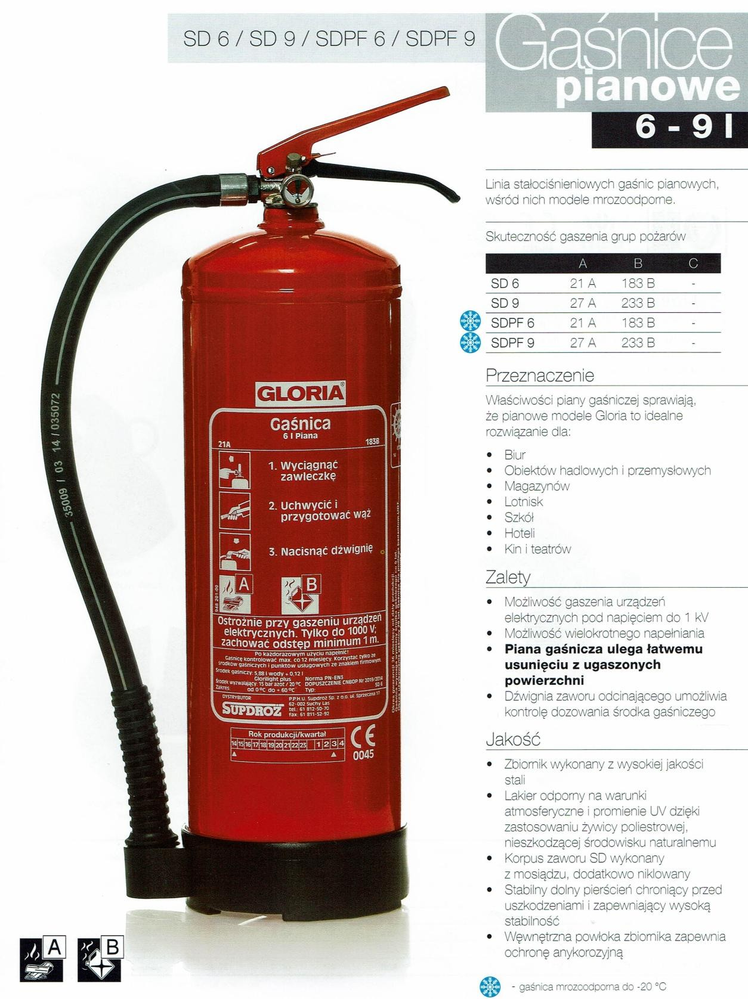 SD 6 / SD 9 / SDPF 6 / SDPF 9
Gaśnice
pianowe
6 - 9 l
Linia stałociśnieniowych gaśnic pianowych,
wśród nich modele mrozoodporne.
Skuteczność gaszenia grup pożarów
A B C
SD 6 21 A 183 B -
SD 9 27 A 233 B -
SDPF 6 21 A 183 B -
SDPF 9 27 A 233 B -
Przeznaczenie
Właściwości piany gaśniczej sprawiają,
że pianowe modele Gloria to idealne
rozwiązanie dla:
• Biur
• Obiektów hadlowych i przemysłowych
• Magazynów
• Lotnisk
• Szkół
• Hoteli
• Kin i teatrów
Zalety
• Możliwość gaszenia urządzeń
elektrycznych pod napięciem do 1 kV
• Możliwość wielokrotnego napełniania
• Piana gaśnicza ulega łatwemu
usunięciu z ugaszonych
powierzchni
• Dźwignia zaworu odcinającego umożliwia
kontrolę dozowania środka gaśniczego
Jakość
• Zbiornik wykonany z wysokiej jakości
stali
• Lakier odporny na warunki
atmosferyczne i promienie UV dzięki
zastosowaniu żywicy poliestrowej,
nieszkodzącej środowisku naturalnemu
• Korpus zaworu SD wykonany
z mosiądzu, dodatkowo niklowany
• Stabilny dolny pierścień chroniący przed
uszkodzeniami i zapewniający wysoką
stabilność
• Węwnętrzna powłoka zbiornika zapewnia
ochronę anykorozyjną
- gaśnica mrozoodporna do -20 °C
35009 / 03 14 / 035072
GLORIA®
Gaśnica
6 l Piana
21A 183B
1. Wyciągnąć
zawleczkę
2. Uchwycić i
przygotować wąż
3. Nacisnąć dźwignię
A B
948 201-00
Ostrożnie przy gaszeniu urządzeń
elektrycznych. Tylko do 1000 V;
zachować odstęp minimum 1 m.
Po każdorazowym użyciu napełnić!
Gaśnicę kontrolować max. co 12 miesięcy. Korzystać tylko ze
środków gaśniczych i punktów usługowych ze znakiem firmowym
Środek gaśniczy: 5,88 l wody + 0,12 l
Glorilight plus Norma PN-EN3
Środek wyzwalający: 15 bar azot / 20 °C DOPUSZCZENIE CNBOP Nr 2019/2014
Zakres: od 0 °C do + 60 °C Typ: SD 6
DYSTRYBUTOR
SUPDROŻ
P.P.H.U. Supdroż Sp. z o.o. ul. Sprzeczna 17
62-002 Suchy Las
tel.: 61 812-50-70
fax: 61 811-52-92
Rok produkcji/kwartał
14 15 16 17 18 19 20 21 22 23 1 2 3 4
CE
0045
A B